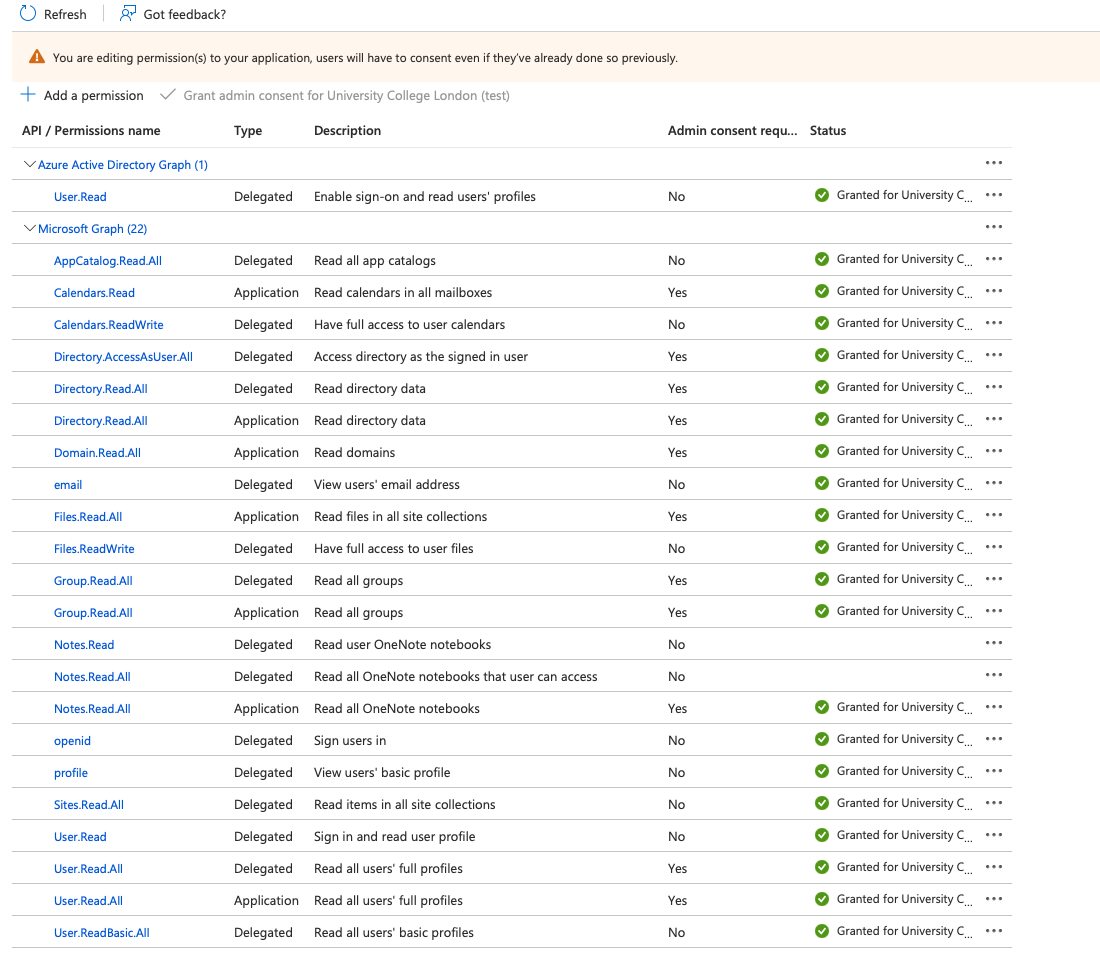 Refresh Got feedback?
You are editing permission(s) to your application, users will have to consent even if they've already done so previously.
Add a permission Grant admin consent for University College London (test)
API / Permissions name Type Description Admin consent requ... Status
Azure Active Directory Graph (1) ...
User.Read Delegated Enable sign-on and read users' profiles No Granted for University C... ...
Microsoft Graph (22) ...
AppCatalog.Read.All Delegated Read all app catalogs No Granted for University C... ...
Calendars.Read Application Read calendars in all mailboxes Yes Granted for University C... ...
Calendars.ReadWrite Delegated Have full access to user calendars No Granted for University C... ...
Directory.AccessAsUser.All Delegated Access directory as the signed in user Yes Granted for University C... ...
Directory.Read.All Delegated Read directory data Yes Granted for University C... ...
Directory.Read.All Application Read directory data Yes Granted for University C... ...
Domain.Read.All Application Read domains Yes Granted for University C... ...
email Delegated View users' email address No Granted for University C... ...
Files.Read.All Application Read files in all site collections Yes Granted for University C... ...
Files.ReadWrite Delegated Have full access to user files No Granted for University C... ...
Group.Read.All Delegated Read all groups Yes Granted for University C... ...
Group.Read.All Application Read all groups Yes Granted for University C... ...
Notes.Read Delegated Read user OneNote notebooks No ...
Notes.Read.All Delegated Read all OneNote notebooks that user can access No ...
Notes.Read.All Application Read all OneNote notebooks Yes Granted for University C... ...
openid Delegated Sign users in No Granted for University C... ...
profile Delegated View users' basic profile No Granted for University C... ...
Sites.Read.All Delegated Read items in all site collections No Granted for University C... ...
User.Read Delegated Sign in and read user profile No Granted for University C... ...
User.Read.All Delegated Read all users' full profiles Yes Granted for University C... ...
User.Read.All Application Read all users' full profiles Yes Granted for University C... ...
User.ReadBasic.All Delegated Read all users' basic profiles No Granted for University C... ...